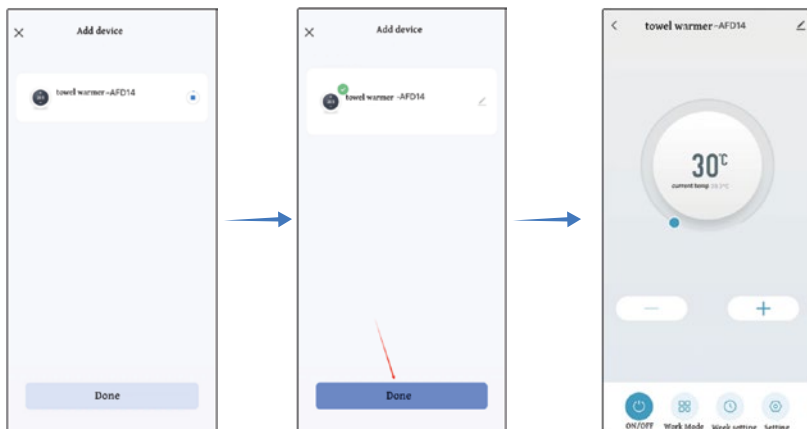 Add device
towel warmer-AFD14
Done
Add device
towel warmer -AFD14
Done
towel warmer-AFD14
30℃
current temp
ON/OFF Work Mode Week setting Setting